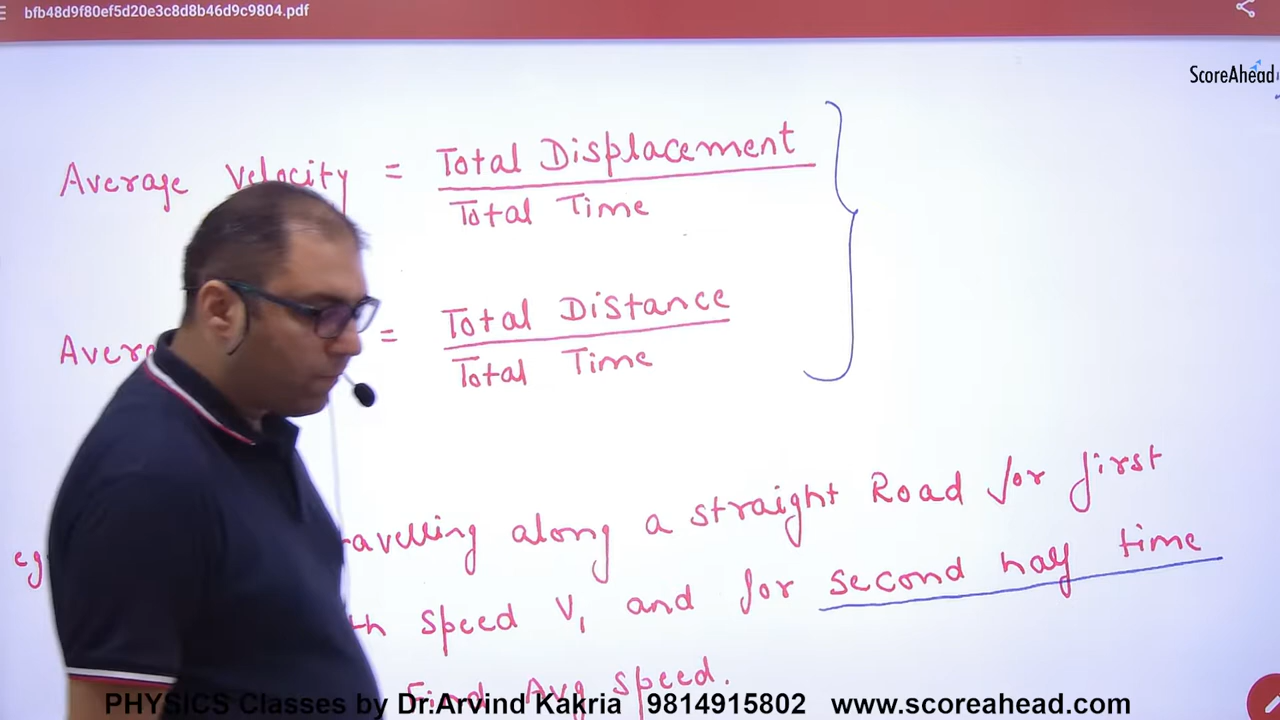 bfb48d9f80ef5d20e3c8d8b46d9c9804.pdf
ScoreAhead
Average Velocity = Total Displacement
Total Time
= Total Distance
Total Time
eg travelling along a straight Road for first
speed V1 and for second half time
Find Avg speed.
PHYSICS Classes by Dr.Arvind Kakria 9814915802 www.scoreahead.com